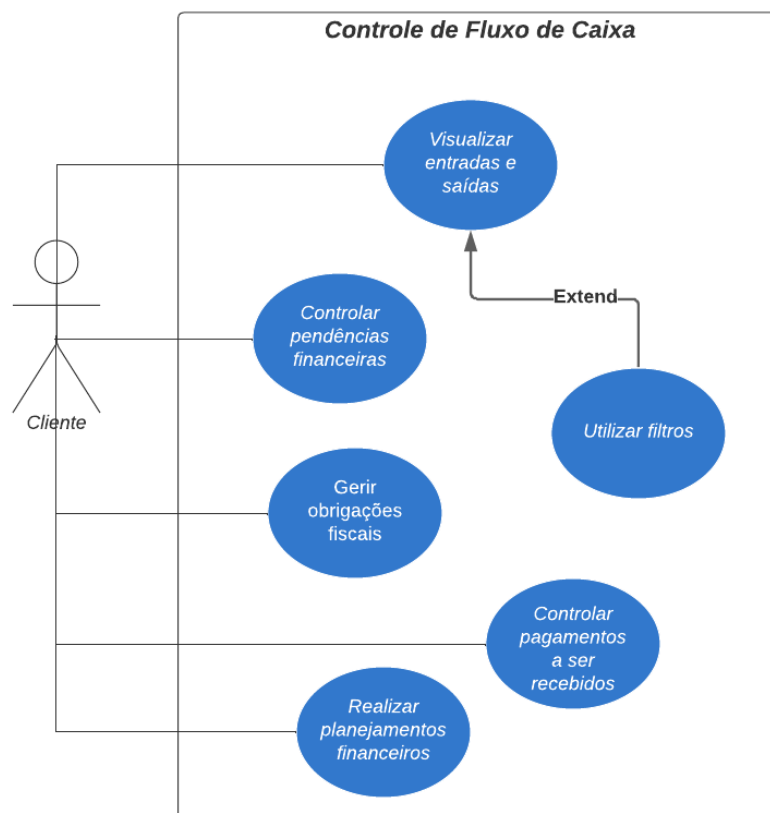 Controle de Fluxo de Caixa
Visualizar
entradas e
saídas
Extend
Controlar
pendências
financeiras
Cliente
Utilizar filtros
Gerir
obrigações
fiscais
Controlar
pagamentos
a ser
recebidos
Realizar
planejamentos
financeiros